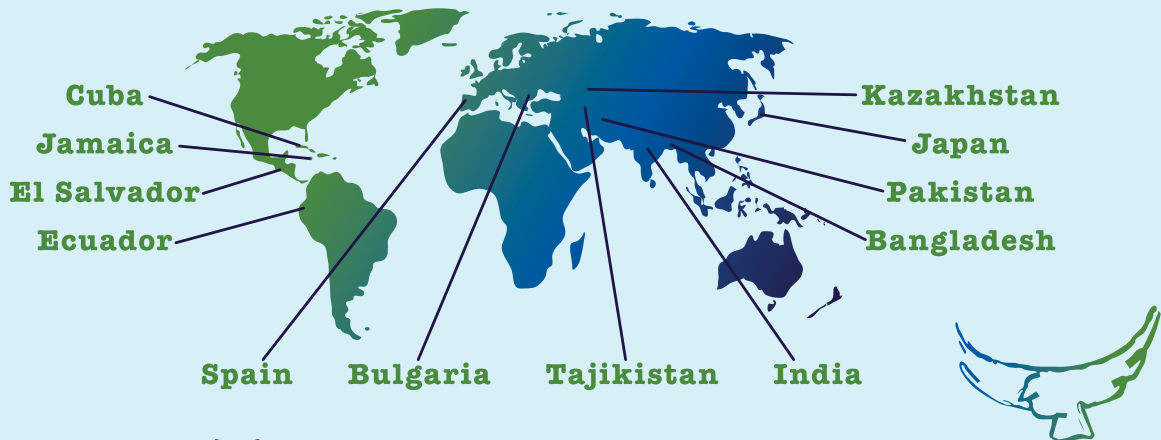 Cuba
Kazakhstan
Jamaica
Japan
El Salvador
Pakistan
Ecuador
Bangladesh
Spain
Bulgaria
Tajikistan
India